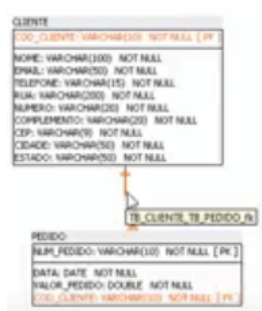 CLIENTE
COD_CLIENTE: VARCHAR(10) NOT NULL [ PK ]
NOME: VARCHAR(100) NOT NULL
EMAIL: VARCHAR(50) NOT NULL
TELEFONE: VARCHAR(15) NOT NULL
RUA: VARCHAR(200) NOT NULL
NUMERO: VARCHAR(20) NOT NULL
COMPLEMENTO: VARCHAR(20) NOT NULL
CEP: VARCHAR(9) NOT NULL
CIDADE: VARCHAR(50) NOT NULL
ESTADO: VARCHAR(50) NOT NULL
TB_CLIENTE_TB_PEDIDO_fk
PEDIDO
NUM_PEDIDO: VARCHAR(10) NOT NULL [ PK ]
DATA: DATE NOT NULL
VALOR_PEDIDO: DOUBLE NOT NULL
COD_CLIENTE: VARCHAR(10) NOT NULL [ FK ]